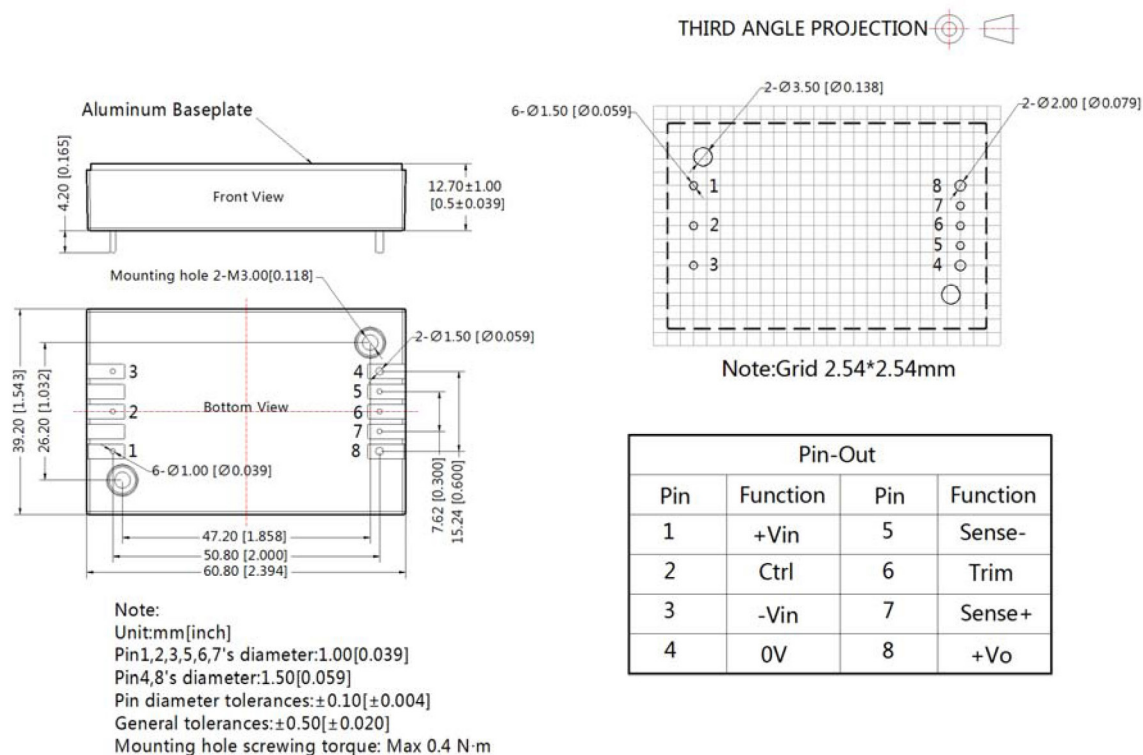 THIRD ANGLE PROJECTION
Aluminum Baseplate
4.20 [0.165]
Front View
12.70±1.00
[0.5±0.039]
2-Ø3.50 [Ø0.138]
6-Ø1.50 [Ø0.059]
2-Ø2.00 [Ø0.079]
1
2
3
8
7
6
5
4
Note:Grid 2.54*2.54mm
Mounting hole 2-M3.00[0.118]
2-Ø1.50 [Ø0.059]
39.20 [1.543]
26.20 [1.032]
3
2
1
Bottom View
4
5
6
7
8
6-Ø1.00 [Ø0.039]
7.62 [0.300]
15.24 [0.600]
47.20 [1.858]
50.80 [2.000]
60.80 [2.394]
Note:
Unit:mm[inch]
Pin1,2,3,5,6,7's diameter:1.00[0.039]
Pin4,8's diameter:1.50[0.059]
Pin diameter tolerances:±0.10[±0.004]
General tolerances:±0.50[±0.020]
Mounting hole screwing torque: Max 0.4 N·m
Pin-Out
Pin Function Pin Function
1 +Vin 5 Sense-
2 Ctrl 6 Trim
3 -Vin 7 Sense+
4 0V 8 +Vo